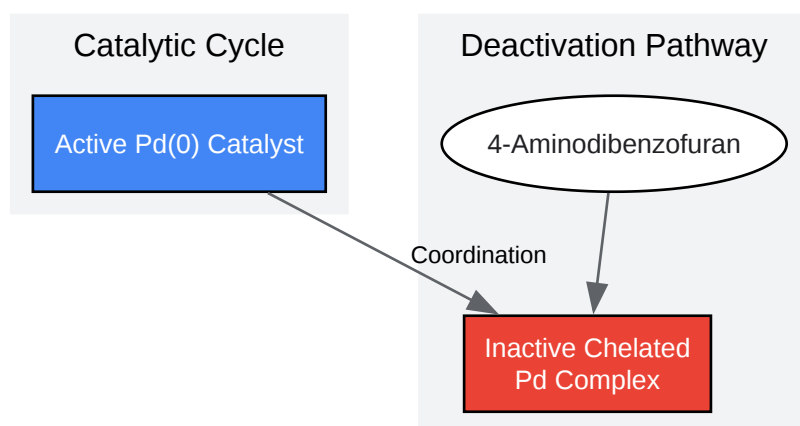 Catalytic Cycle
Deactivation Pathway
Active Pd(0) Catalyst
4-Aminodibenzofuran
Coordination
Inactive Chelated
Pd Complex